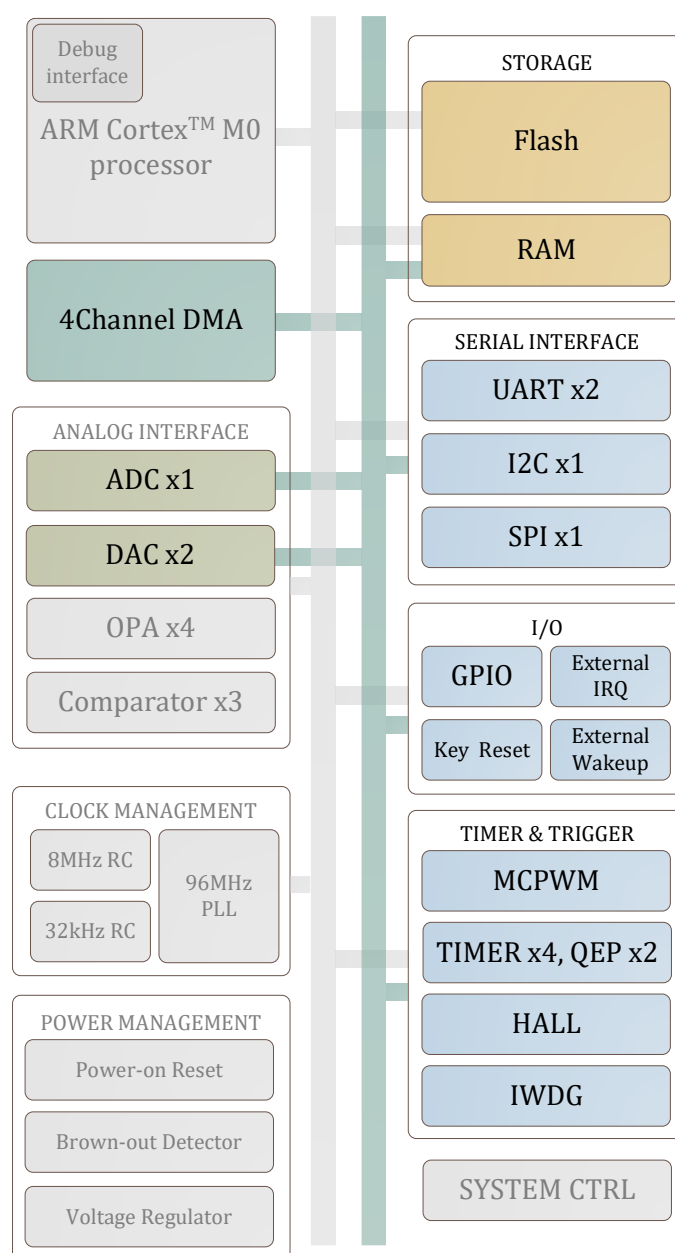 Debug
interface
ARM Cortex™ M0
processor
4Channel DMA
ANALOG INTERFACE
ADC x1
DAC x2
OPA x4
Comparator x3
CLOCK MANAGEMENT
8MHz RC
32kHz RC
96MHz
PLL
POWER MANAGEMENT
Power-on Reset
Brown-out Detector
Voltage Regulator
STORAGE
Flash
RAM
SERIAL INTERFACE
UART x2
I2C x1
SPI x1
I/O
GPIO
External
IRQ
Key Reset
External
Wakeup
TIMER & TRIGGER
MCPWM
TIMER x4, QEP x2
HALL
IWDG
SYSTEM CTRL